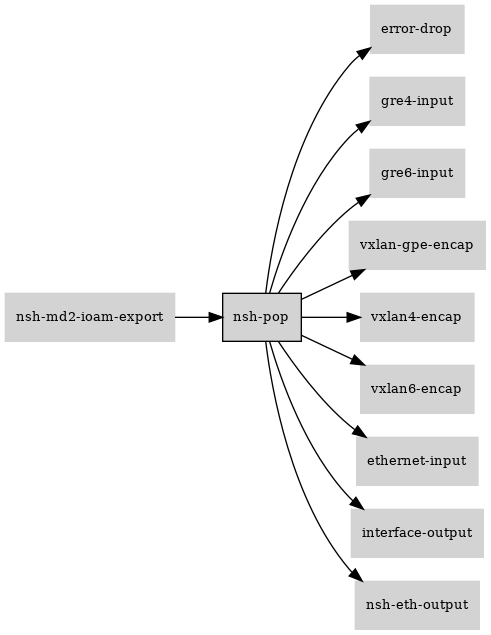 error-drop
gre4-input
gre6-input
vxlan-gpe-encap
nsh-md2-ioam-export
nsh-pop
vxlan4-encap
vxlan6-encap
ethernet-input
interface-output
nsh-eth-output